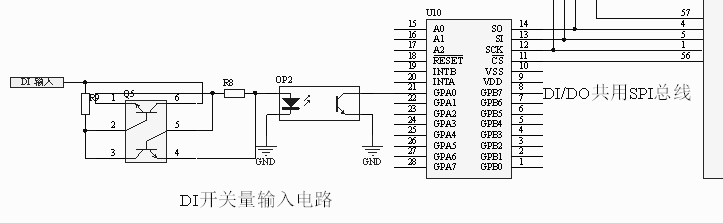 U10
57
15 A0 SO 14 4
16 A1 SI 13 5
17 A2 SCK 12 1
18 RESET CS 11 56
19 INTB VSS 10
20 INTA VDD 9
21 GPA0 GPB7 8
22 GPA1 GPB6 7
23 GPA2 GPB5 6
24 GPA3 GPB4 5
25 GPA4 GPB3 4
26 GPA5 GPB2 3
27 GPA6 GPB1 2
28 GPA7 GPB0 1
DI/DO共用SPI总线
DI 输入
R9
Q5
1 6
2 5
3 4
R8
OP2
GND
GND
DI开关量输入电路